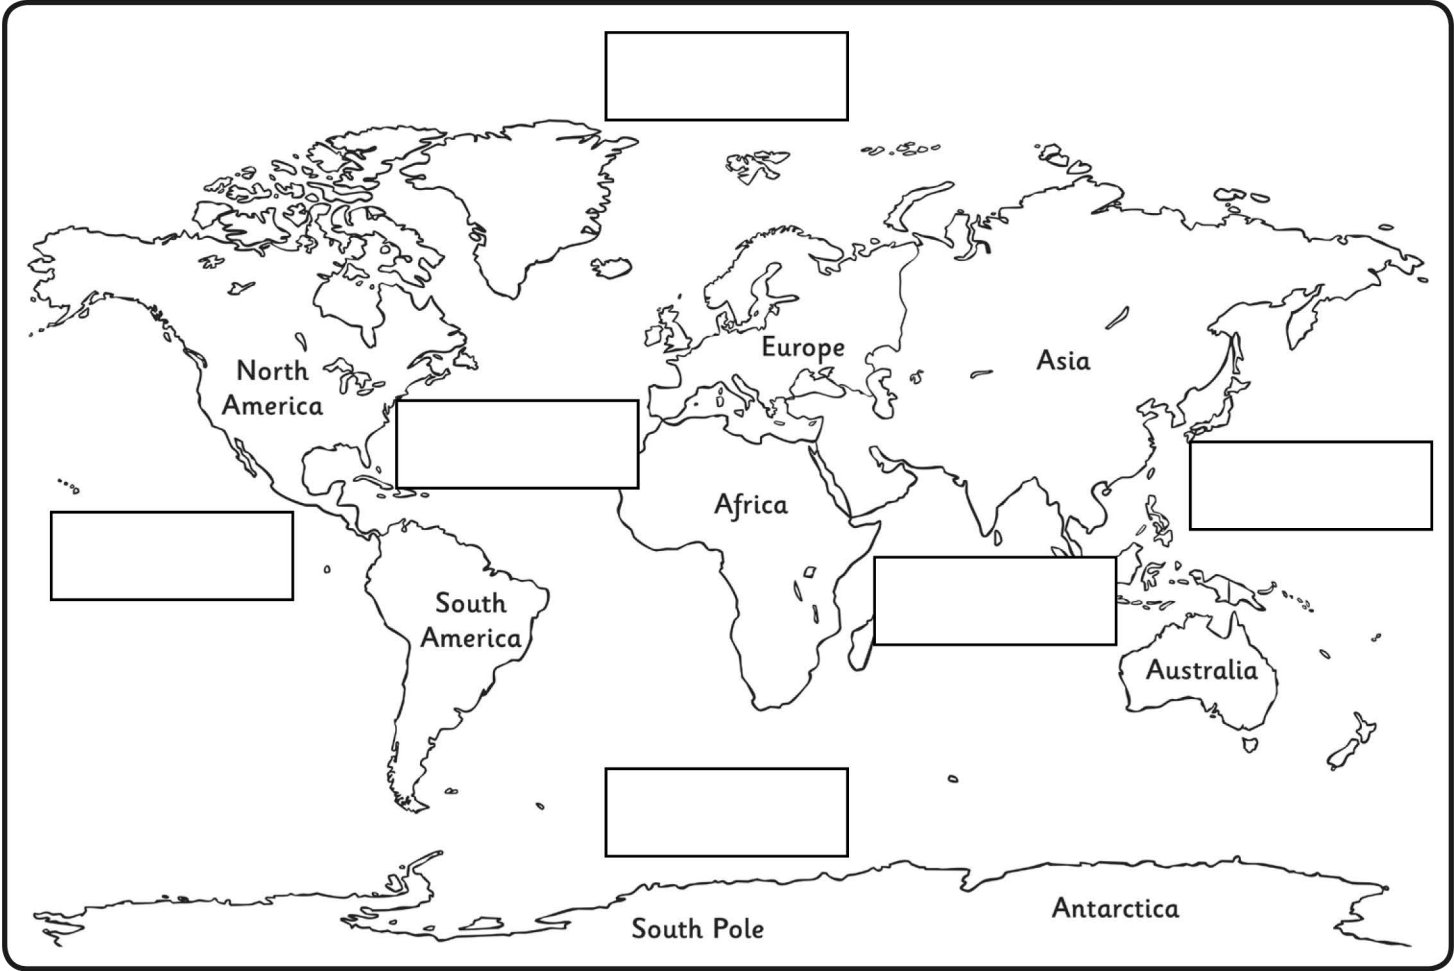 Europe
Asia
North
America
Africa
South
America
Australia
Antarctica
South Pole